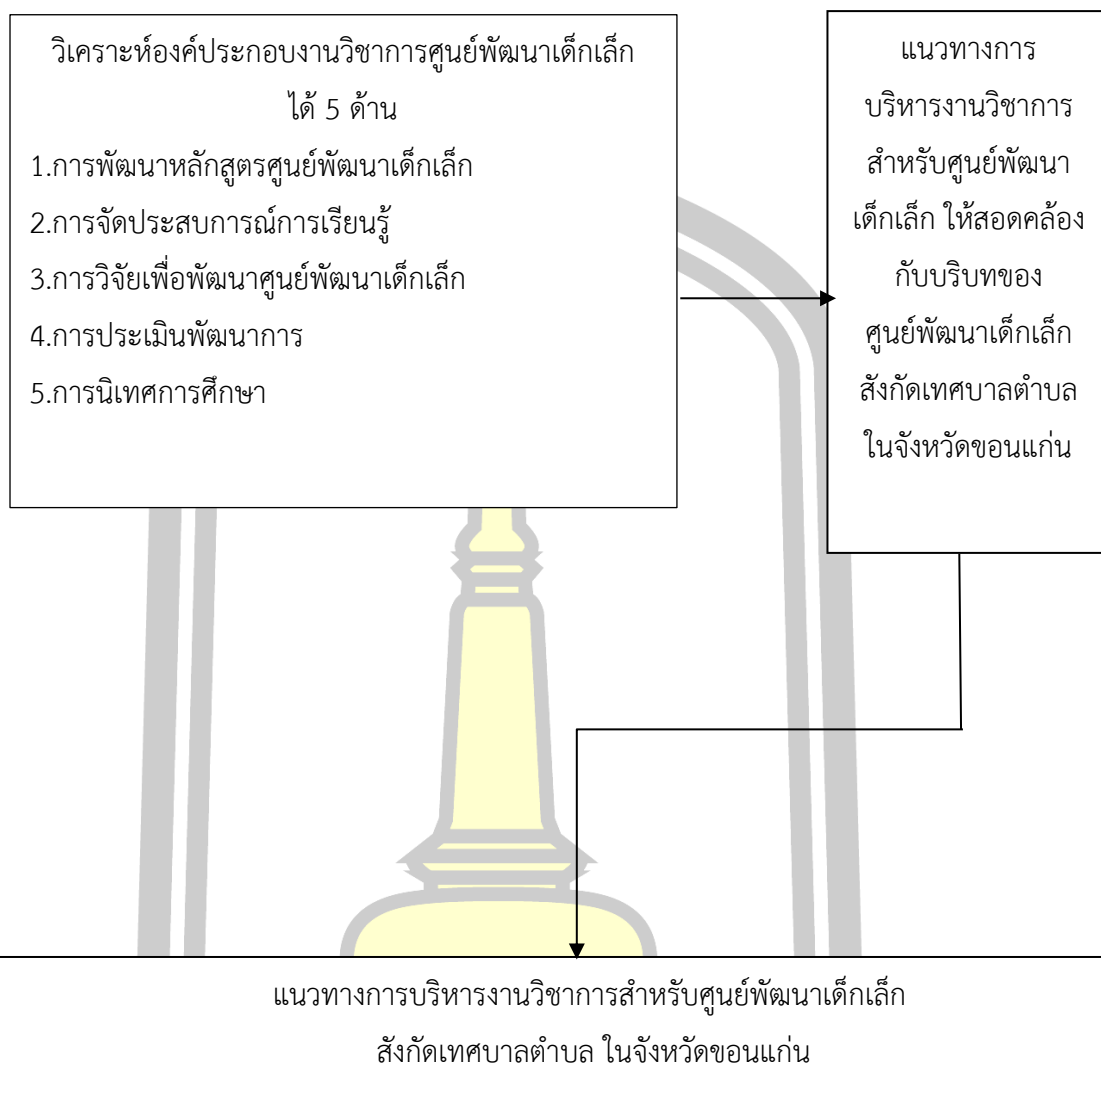 วิเคราะห์องค์ประกอบงานวิชาการศูนย์พัฒนาเด็กเล็ก
ได้ 5 ด้าน
1.การพัฒนาหลักสูตรศูนย์พัฒนาเด็กเล็ก
2.การจัดประสบการณ์การเรียนรู้
3.การวิจัยเพื่อพัฒนาศูนย์พัฒนาเด็กเล็ก
4.การประเมินพัฒนาการ
5.การนิเทศการศึกษา
แนวทางการ
บริหารงานวิชาการ
สำหรับศูนย์พัฒนา
เด็กเล็ก ให้สอดคล้อง
กับบริบทของ
ศูนย์พัฒนาเด็กเล็ก
สังกัดเทศบาลตำบล
ในจังหวัดขอนแก่น
แนวทางการบริหารงานวิชาการสำหรับศูนย์พัฒนาเด็กเล็ก
สังกัดเทศบาลตำบล ในจังหวัดขอนแก่น